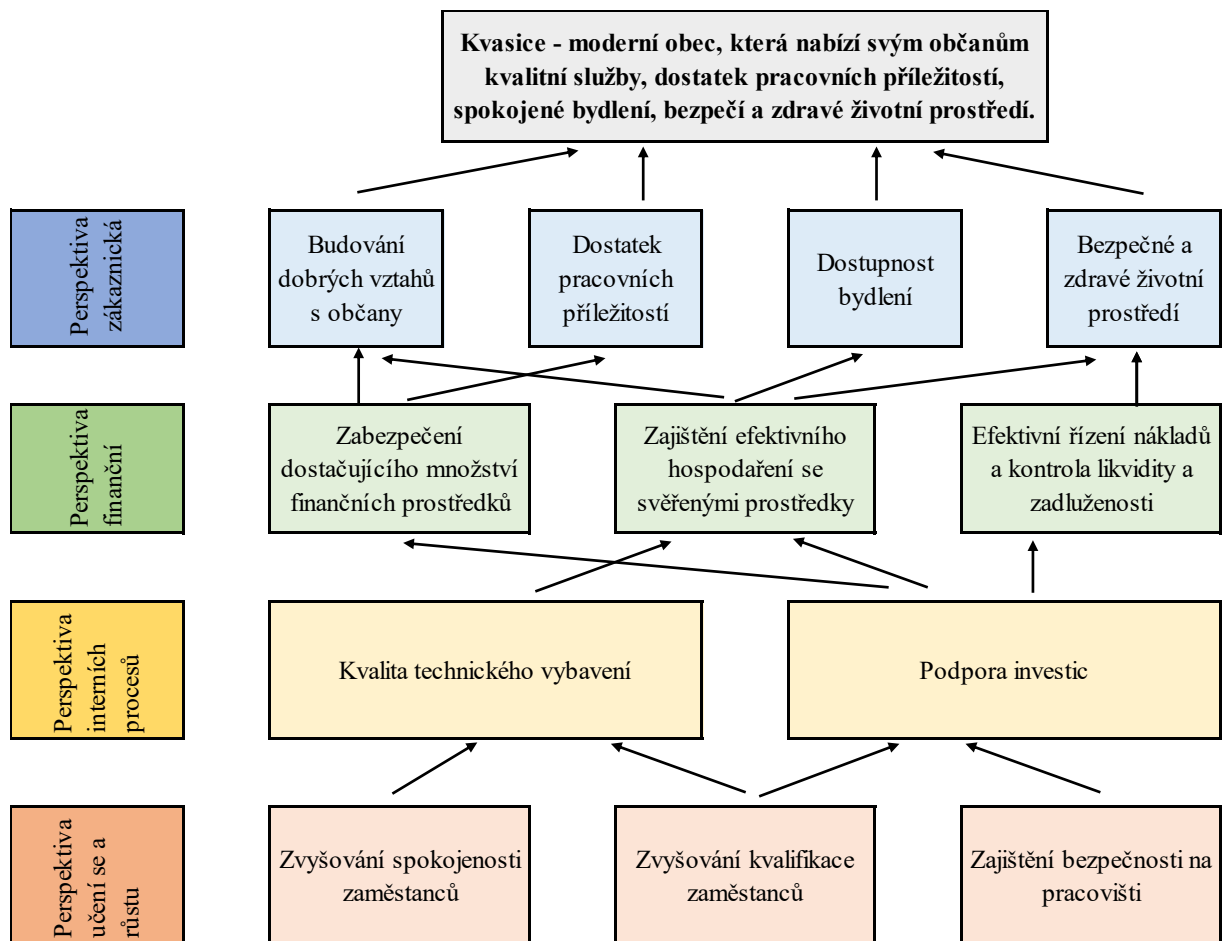 Kvasice - moderní obec, která nabízí svým občanům
kvalitní služby, dostatek pracovních příležitostí,
spokojené bydlení, bezpečí a zdravé životní prostředí.
Perspektiva
zákaznická
Budování
dobrých vztahů
s občany
Dostatek
pracovních
příležitostí
Dostupnost
bydlení
Bezpečné a
zdravé životní
prostředí
Perspektiva
finanční
Zabezpečení
dostačujícího množství
finančních prostředků
Zajištění efektivního
hospodaření se
svěřenými prostředky
Efektivní řízení nákladů
a kontrola likvidity a
zadluženosti
Perspektiva
interních
procesů
Kvalita technického vybavení
Podpora investic
Perspektiva
učení se a
růstu
Zvyšování spokojenosti
zaměstanců
Zvyšování kvalifikace
zaměstanců
Zajištění bezpečnosti na
pracovišti